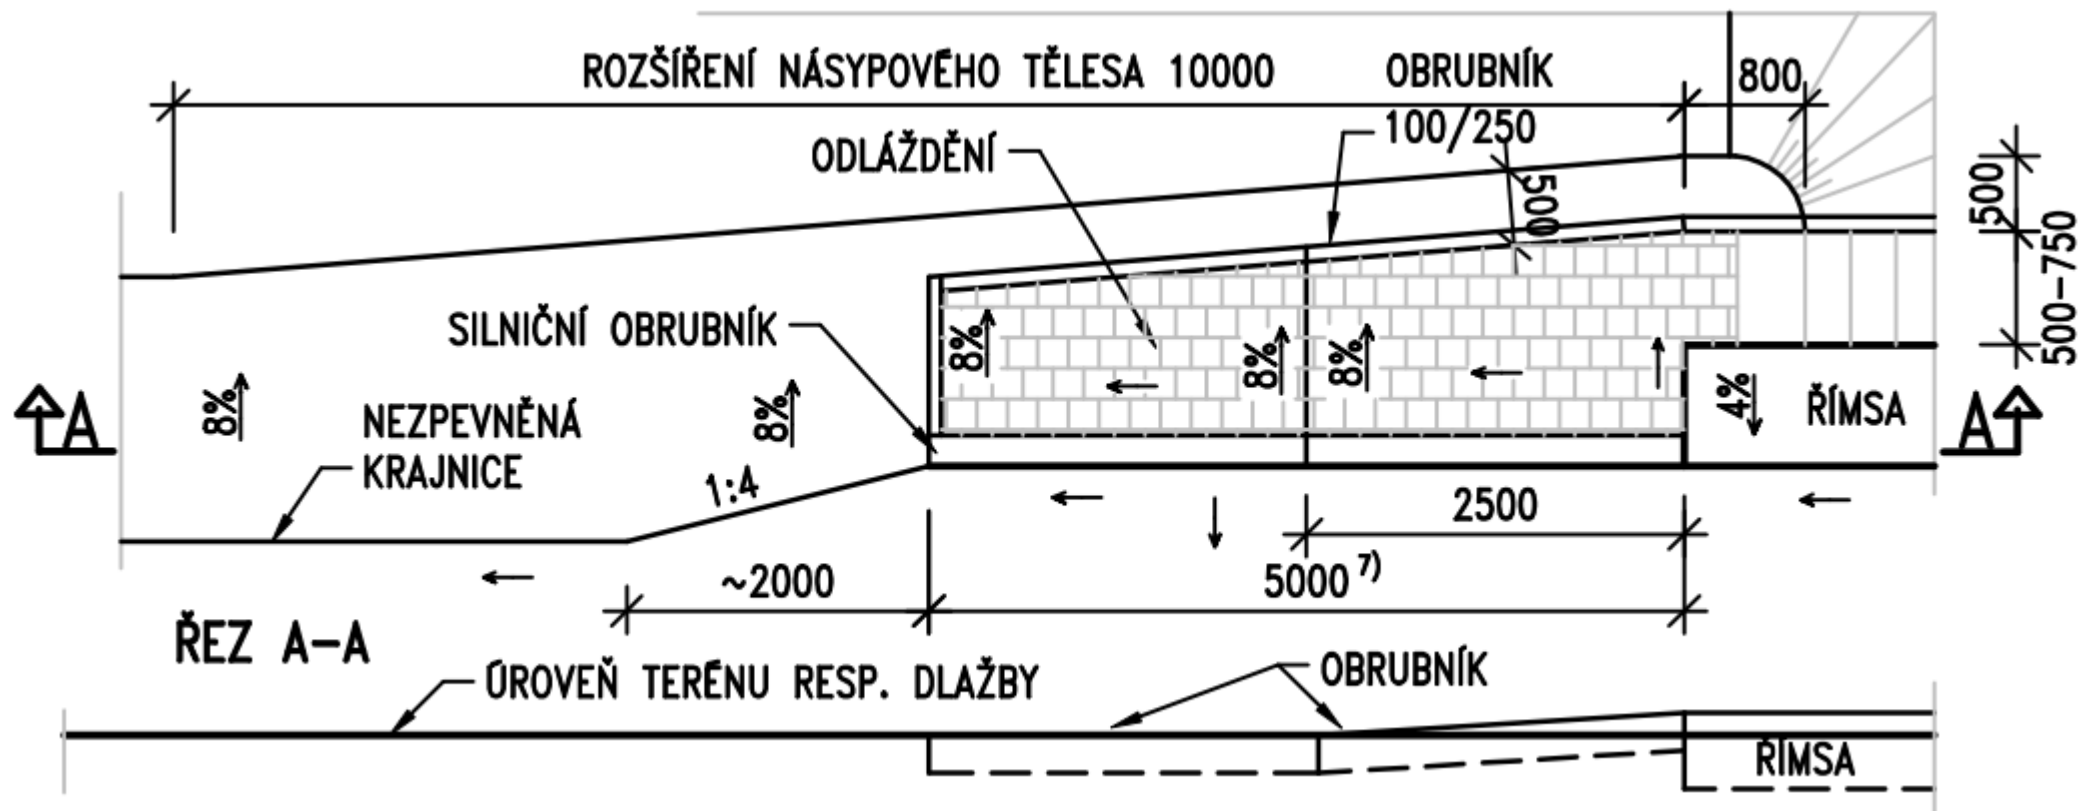 ROZŠÍŘENÍ NÁSYPOVÉHO TĚLESA 10000
OBRUBNÍK
100/250
800
ODLÁŽDĚNÍ
500
500
500-750
SILNIČNÍ OBRUBNÍK
8%
8%
8%
8%
8%
4%
ŘÍMSA
A
A
NEZPEVNĚNÁ
KRAJNICE
1:4
2500
~2000
5000 7)
ŘEZ A-A
ÚROVEŇ TERÉNU RESP. DLAŽBY
OBRUBNÍK
ŘÍMSA